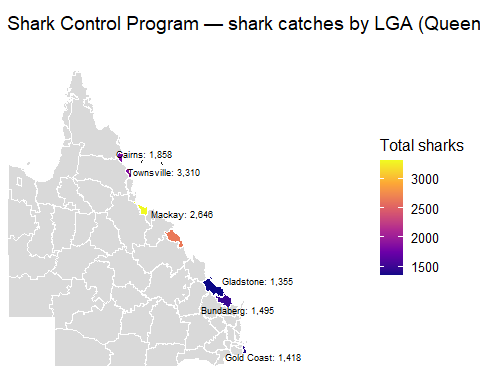 Shark Control Program — shark catches by LGA (Queen
Total sharks
Cairns: 1,858
Townsville: 3,310
Mackay: 2,646
Gladstone: 1,355
Bundaberg: 1,495
Gold Coast: 1,418
3000
2500
2000
1500